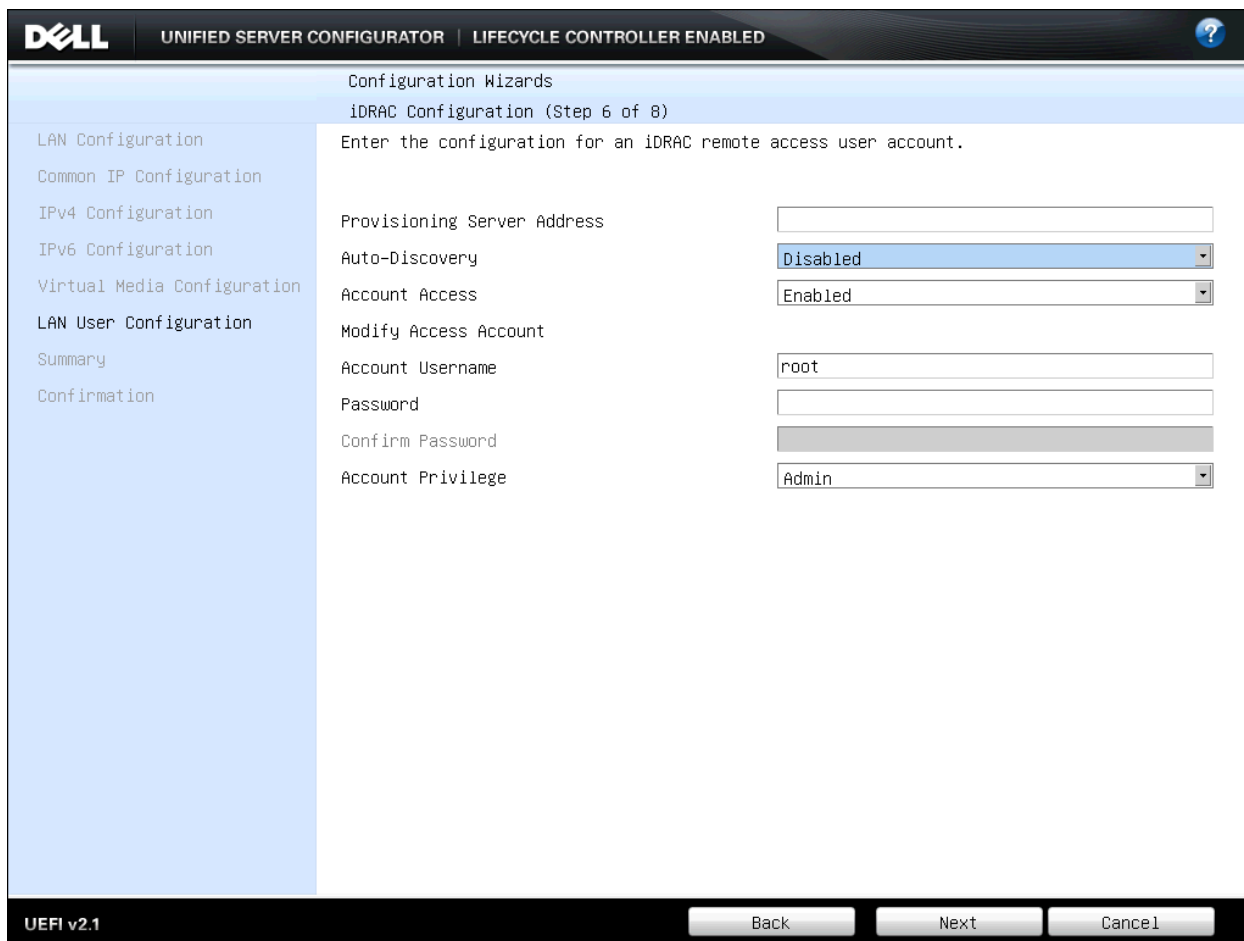 DELL UNIFIED SERVER CONFIGURATOR | LIFECYCLE CONTROLLER ENABLED ?
Configuration Wizards
iDRAC Configuration (Step 6 of 8)
LAN Configuration
Common IP Configuration
IPv4 Configuration
IPv6 Configuration
Virtual Media Configuration
LAN User Configuration
Summary
Confirmation
Enter the configuration for an iDRAC remote access user account.
Provisioning Server Address
Auto-Discovery Disabled
Account Access Enabled
Modify Access Account
Account Username root
Password
Confirm Password
Account Privilege Admin
UEFI v2.1 Back Next Cancel